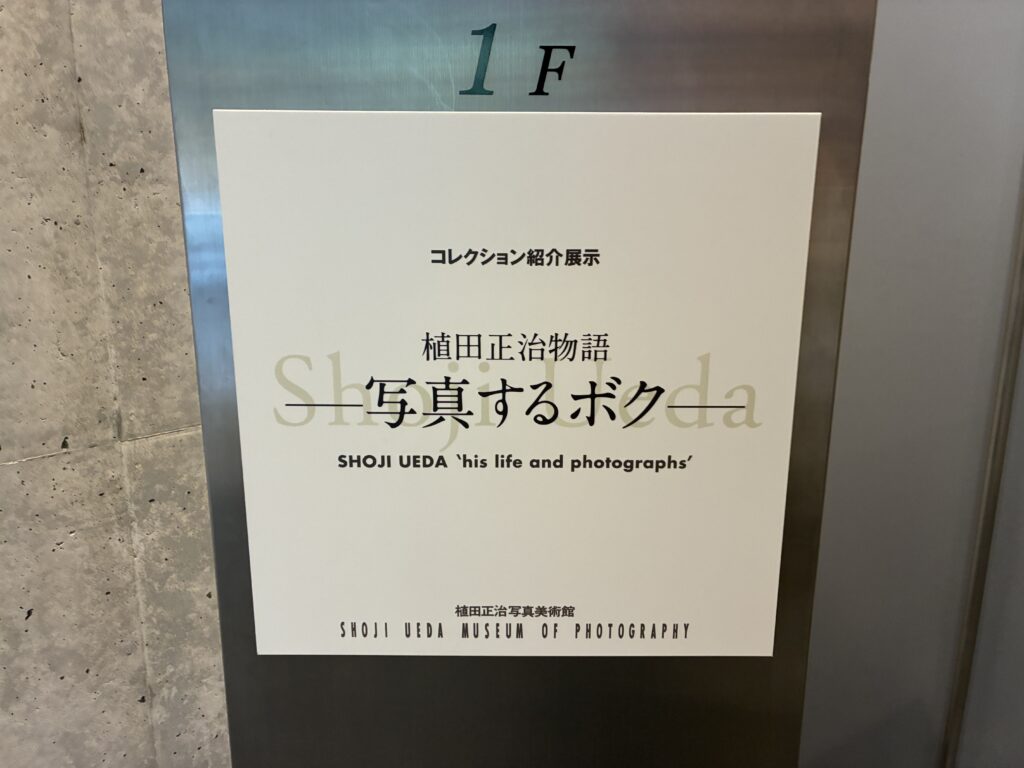 1F
コレクション紹介展示
植田正治物語
Shoji Ueda
—写真するボク—
SHOJI UEDA ‘his life and photographs’
植田正治写真美術館
SHOJI UEDA MUSEUM OF PHOTOGRAPHY